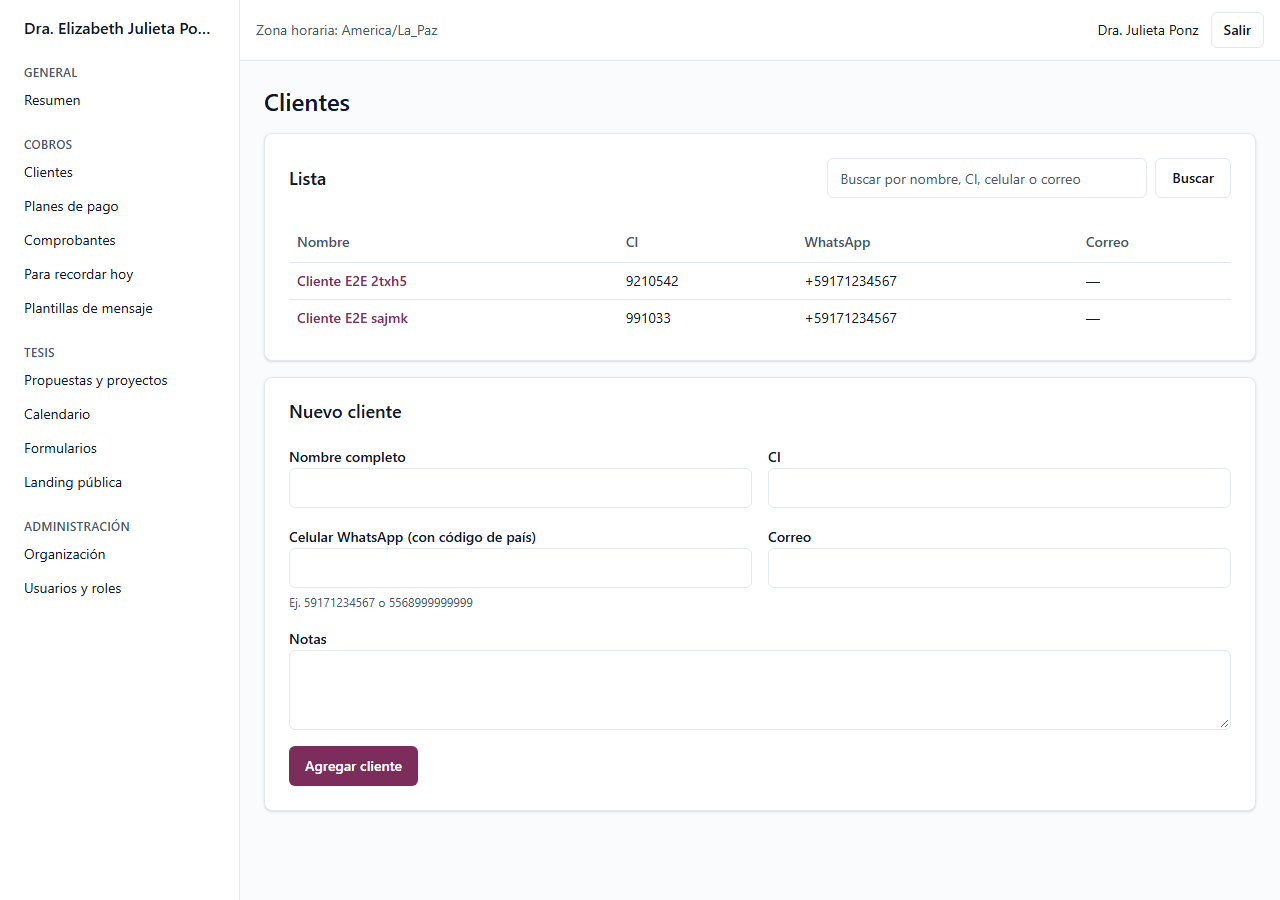 Dra. Elizabeth Julieta Po...
Zona horaria: America/La_Paz
Dra. Julieta Ponz
Salir
GENERAL
Resumen
COBROS
Clientes
Planes de pago
Comprobantes
Para recordar hoy
Plantillas de mensaje
TESIS
Propuestas y proyectos
Calendario
Formularios
Landing pública
ADMINISTRACIÓN
Organización
Usuarios y roles
Clientes
Lista
Buscar por nombre, CI, celular o correo
Buscar
Nombre CI WhatsApp Correo
Cliente E2E 2txh5 9210542 +59171234567 —
Cliente E2E sajmk 991033 +59171234567 —
Nuevo cliente
Nombre completo
CI
Celular WhatsApp (con código de país)
Correo
Ej. 59171234567 o 5568999999999
Notas
Agregar cliente